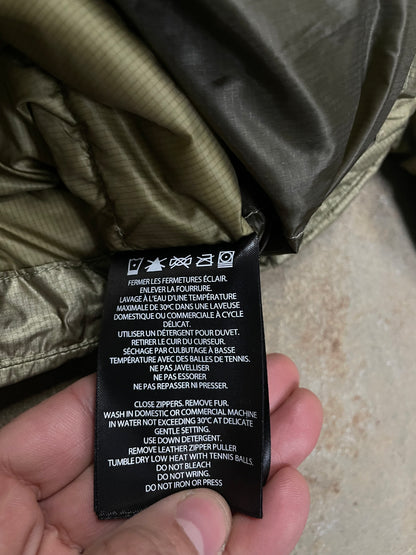 FERMER LES FERMETURES ÉCLAIR.
ENLEVER LA FOURRURE.
LAVAGE À L'EAU D'UNE TEMPÉRATURE
MAXIMALE DE 30ºC DANS UNE LAVEUSE
DOMESTIQUE OU COMMERCIALE À CYCLE
DÉLICAT.
UTILISER UN DÉTERGENT POUR DUVET.
RETIRER LE CUIR DU CURSEUR.
SÉCHAGE PAR CULBUTAGE À BASSE
TEMPÉRATURE AVEC DES BALLES DE TENNIS.
NE PAS JAVELLISER
NE PAS ESSORER
NE PAS REPASSER NI PRESSER.
CLOSE ZIPPERS. REMOVE FUR.
WASH IN DOMESTIC OR COMMERCIAL MACHINE
IN WATER NOT EXCEEDING 30ºC AT DELICATE
GENTLE SETTING.
USE DOWN DETERGENT.
REMOVE LEATHER ZIPPER PULLER
TUMBLE DRY LOW HEAT WITH TENNIS BALLS.
DO NOT BLEACH
DO NOT WRING.
DO NOT IRON OR PRESS